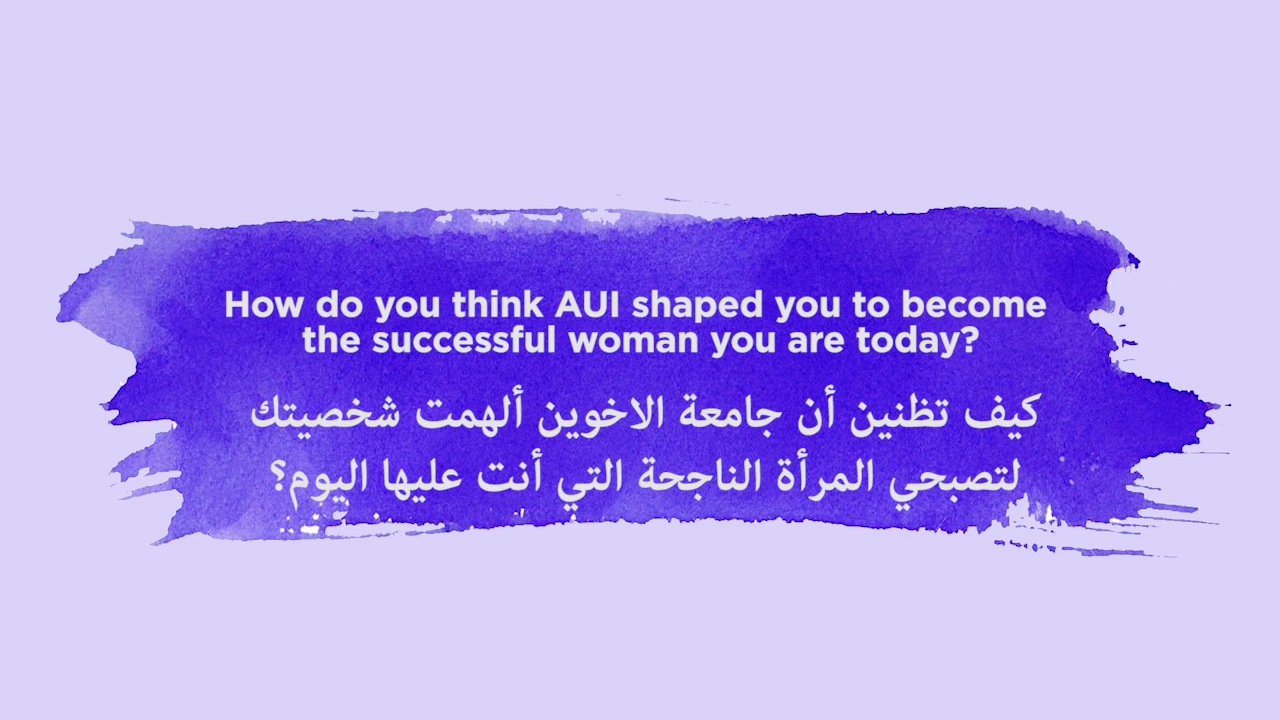 How do you think AUI shaped you to become
the successful woman you are today?
كيف تظنين أن جامعة الاخوين ألهمت شخصيتك
لتصبحي المرأة الناجحة التي أنت عليها اليوم؟